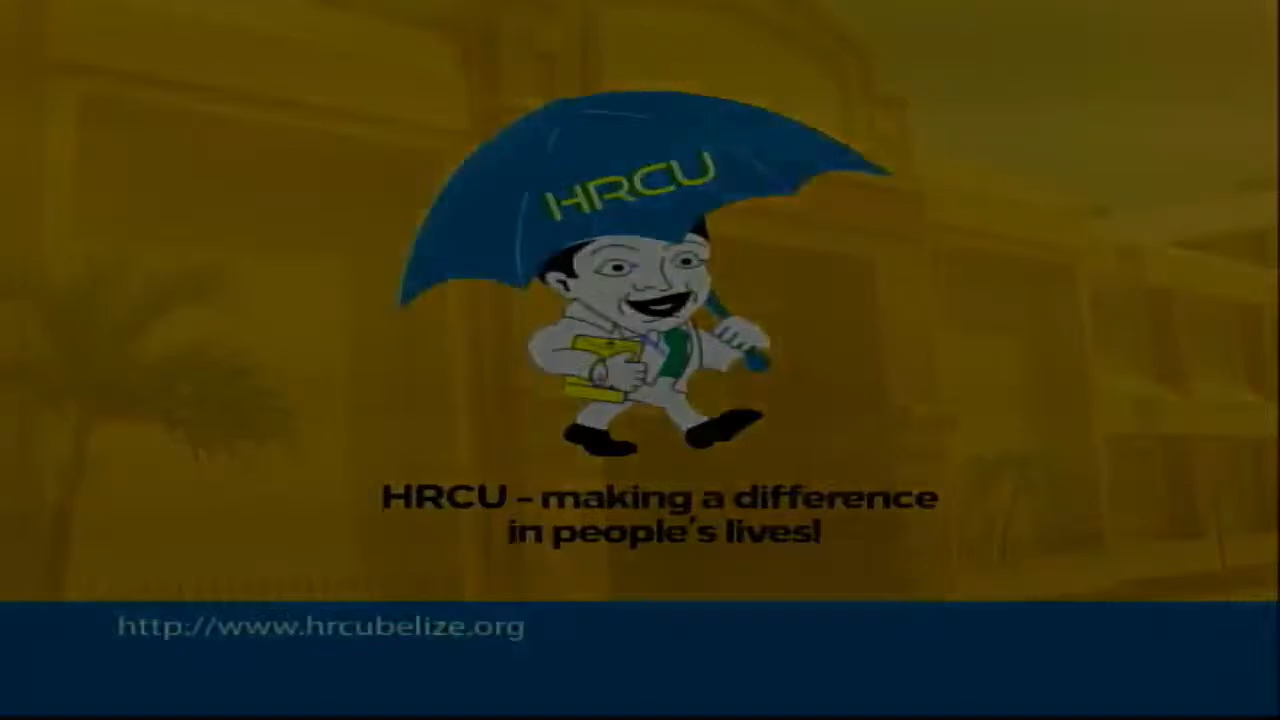 HRCU
HRCU - making a difference
in people's lives!
http://www.hrcubelize.org